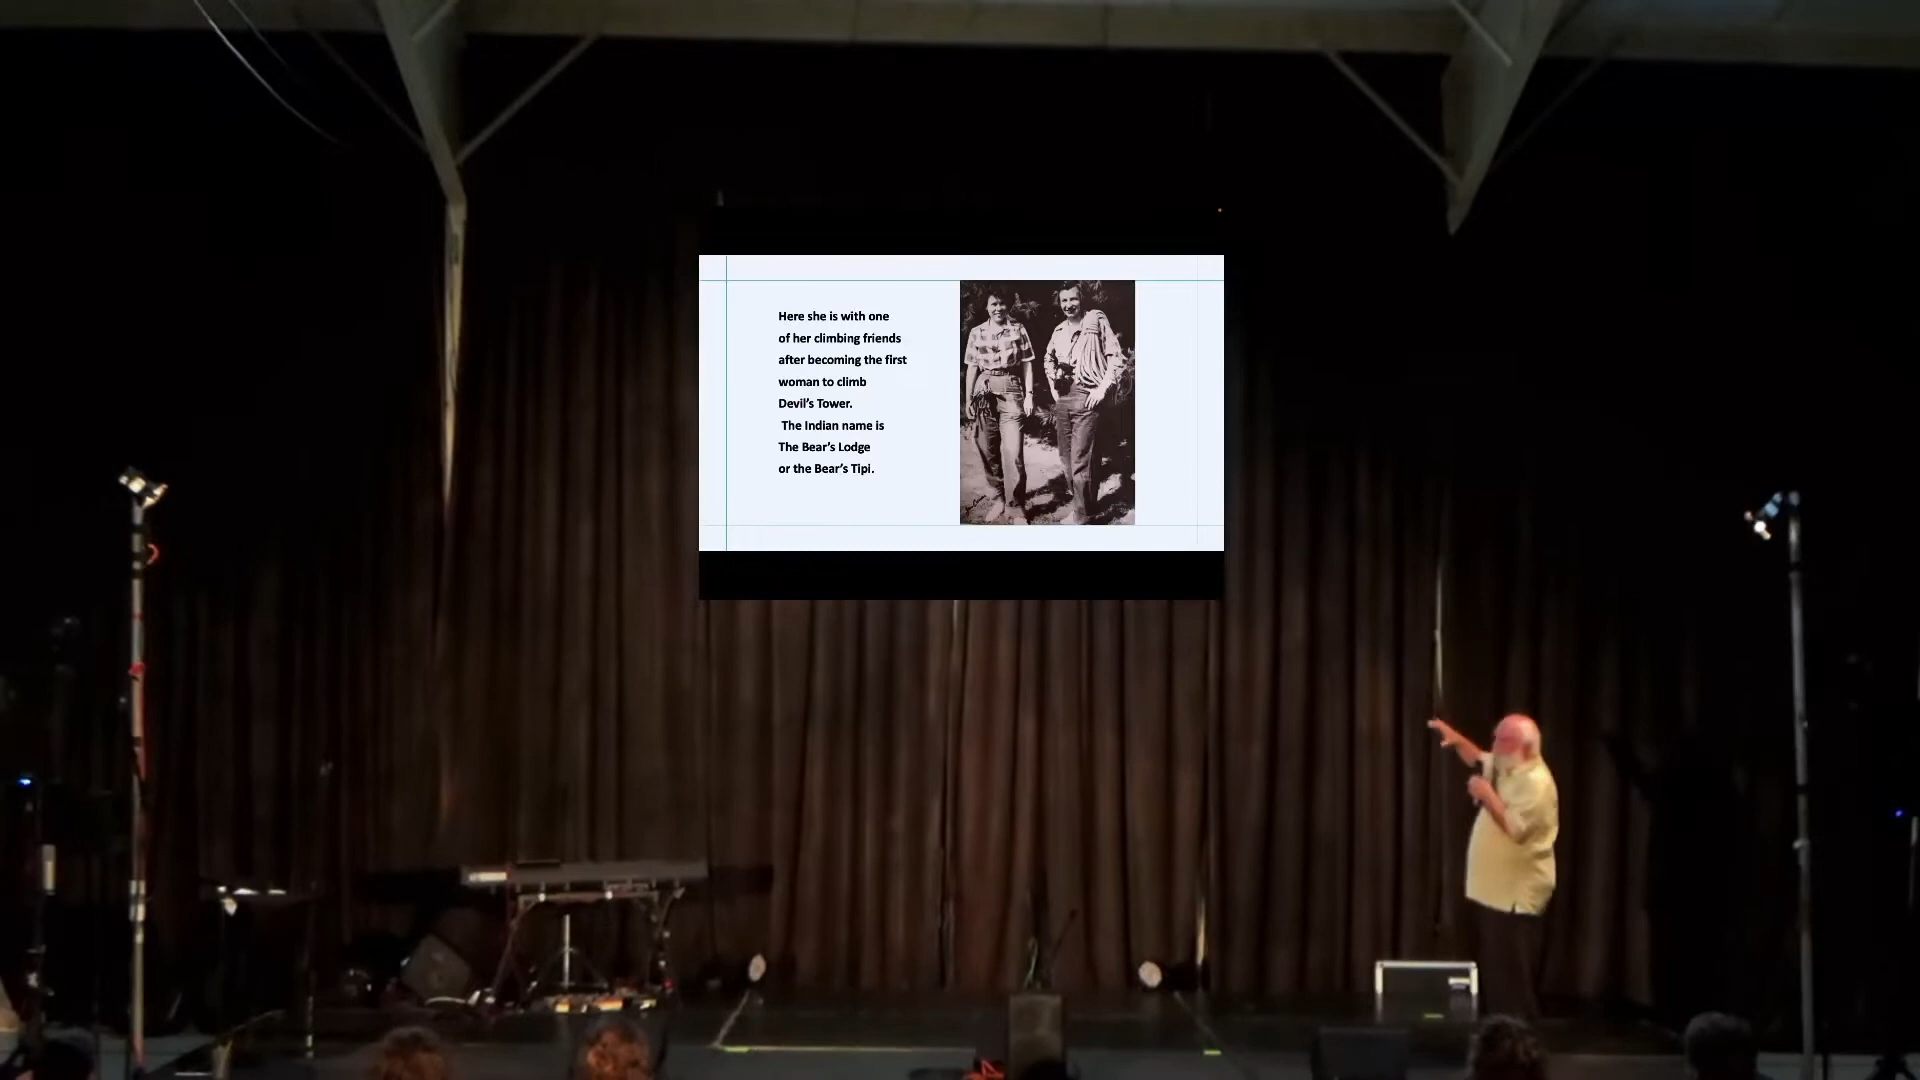 Here she is with one
of her climbing friends
after becoming the first
woman to climb
Devil's Tower.
The Indian name is
The Bear's Lodge
or the Bear's Tipi.